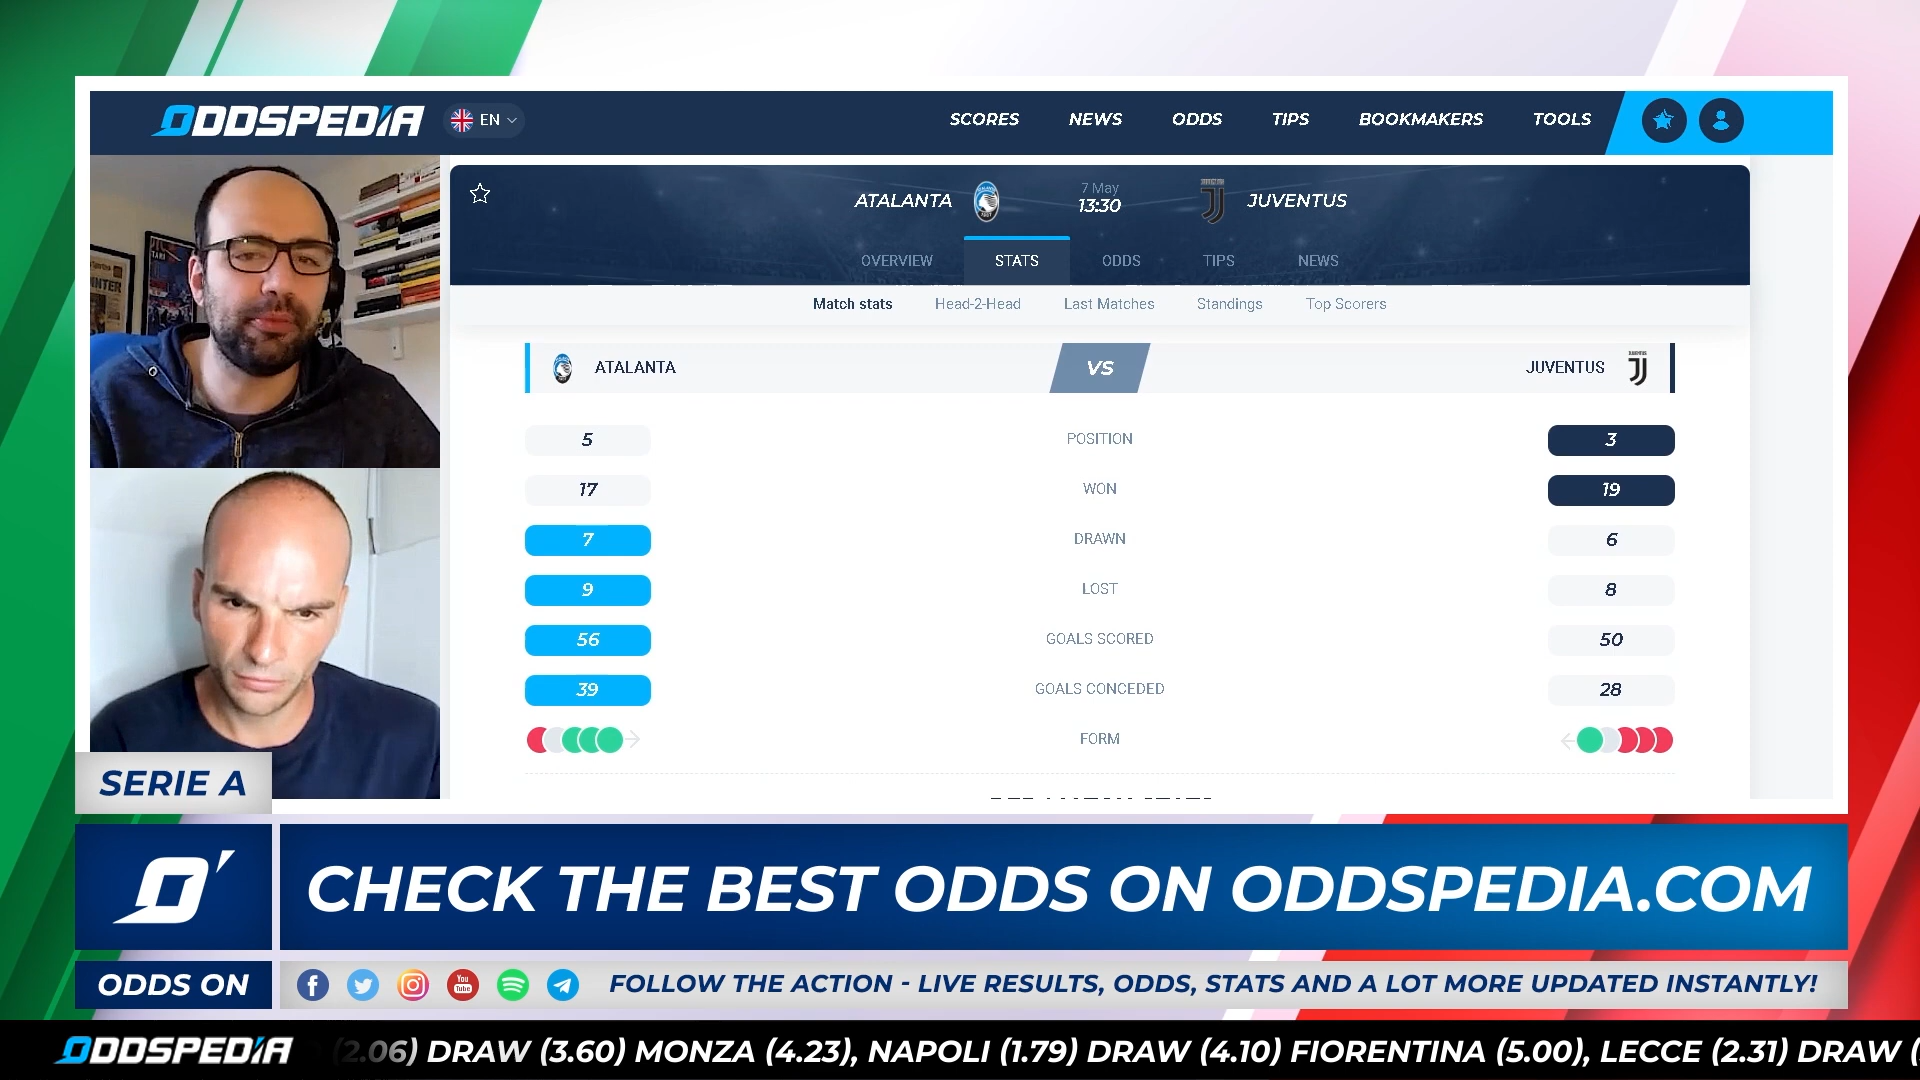 ODDSPEDIA EN SCORES NEWS ODDS TIPS BOOKMAKERS TOOLS
ATALANTA 7 May 13:30 JUVENTUS
OVERVIEW STATS ODDS TIPS NEWS
Match stats Head-2-Head Last Matches Standings Top Scorers
ATALANTA VS JUVENTUS
5 POSITION 3
17 WON 19
7 DRAWN 6
9 LOST 8
56 GOALS SCORED 50
39 GOALS CONCEDED 28
FORM
SERIE A
CHECK THE BEST ODDS ON ODDSPEDIA.COM
ODDS ON You Tube FOLLOW THE ACTION - LIVE RESULTS, ODDS, STATS AND A LOT MORE UPDATED INSTANTLY!
ODDSPEDIA (2.06) DRAW (3.60) MONZA (4.23), NAPOLI (1.79) DRAW (4.10) FIORENTINA (5.00), LECCE (2.31) DRAW (